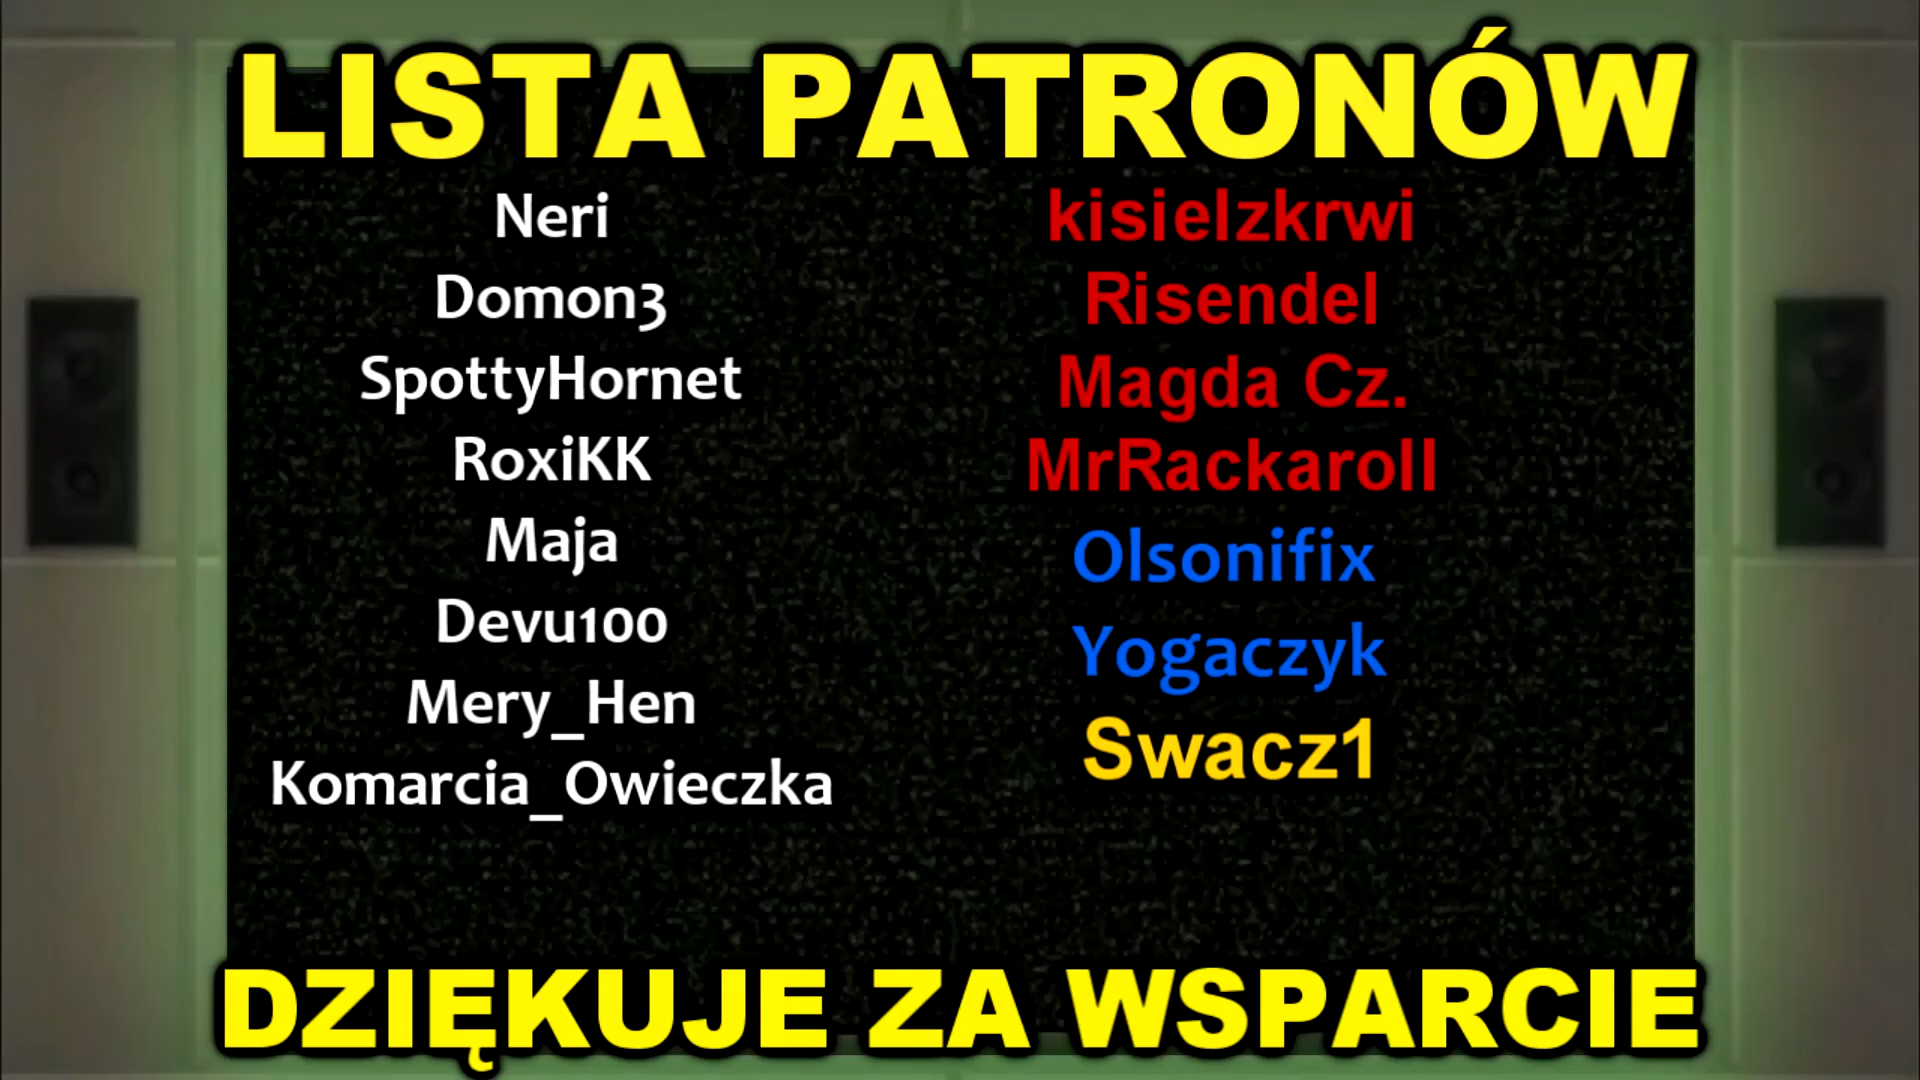 LISTA PATRONÓW
Neri
Domon3
SpottyHornet
RoxiKK
Maja
Devu100
Mery_Hen
Komarcia_Owieczka
kisielzkrwi
Risendel
Magda Cz.
MrRackaroll
Olsonifix
Yogaczyk
Swacz1
DZIĘKUJE ZA WSPARCIE